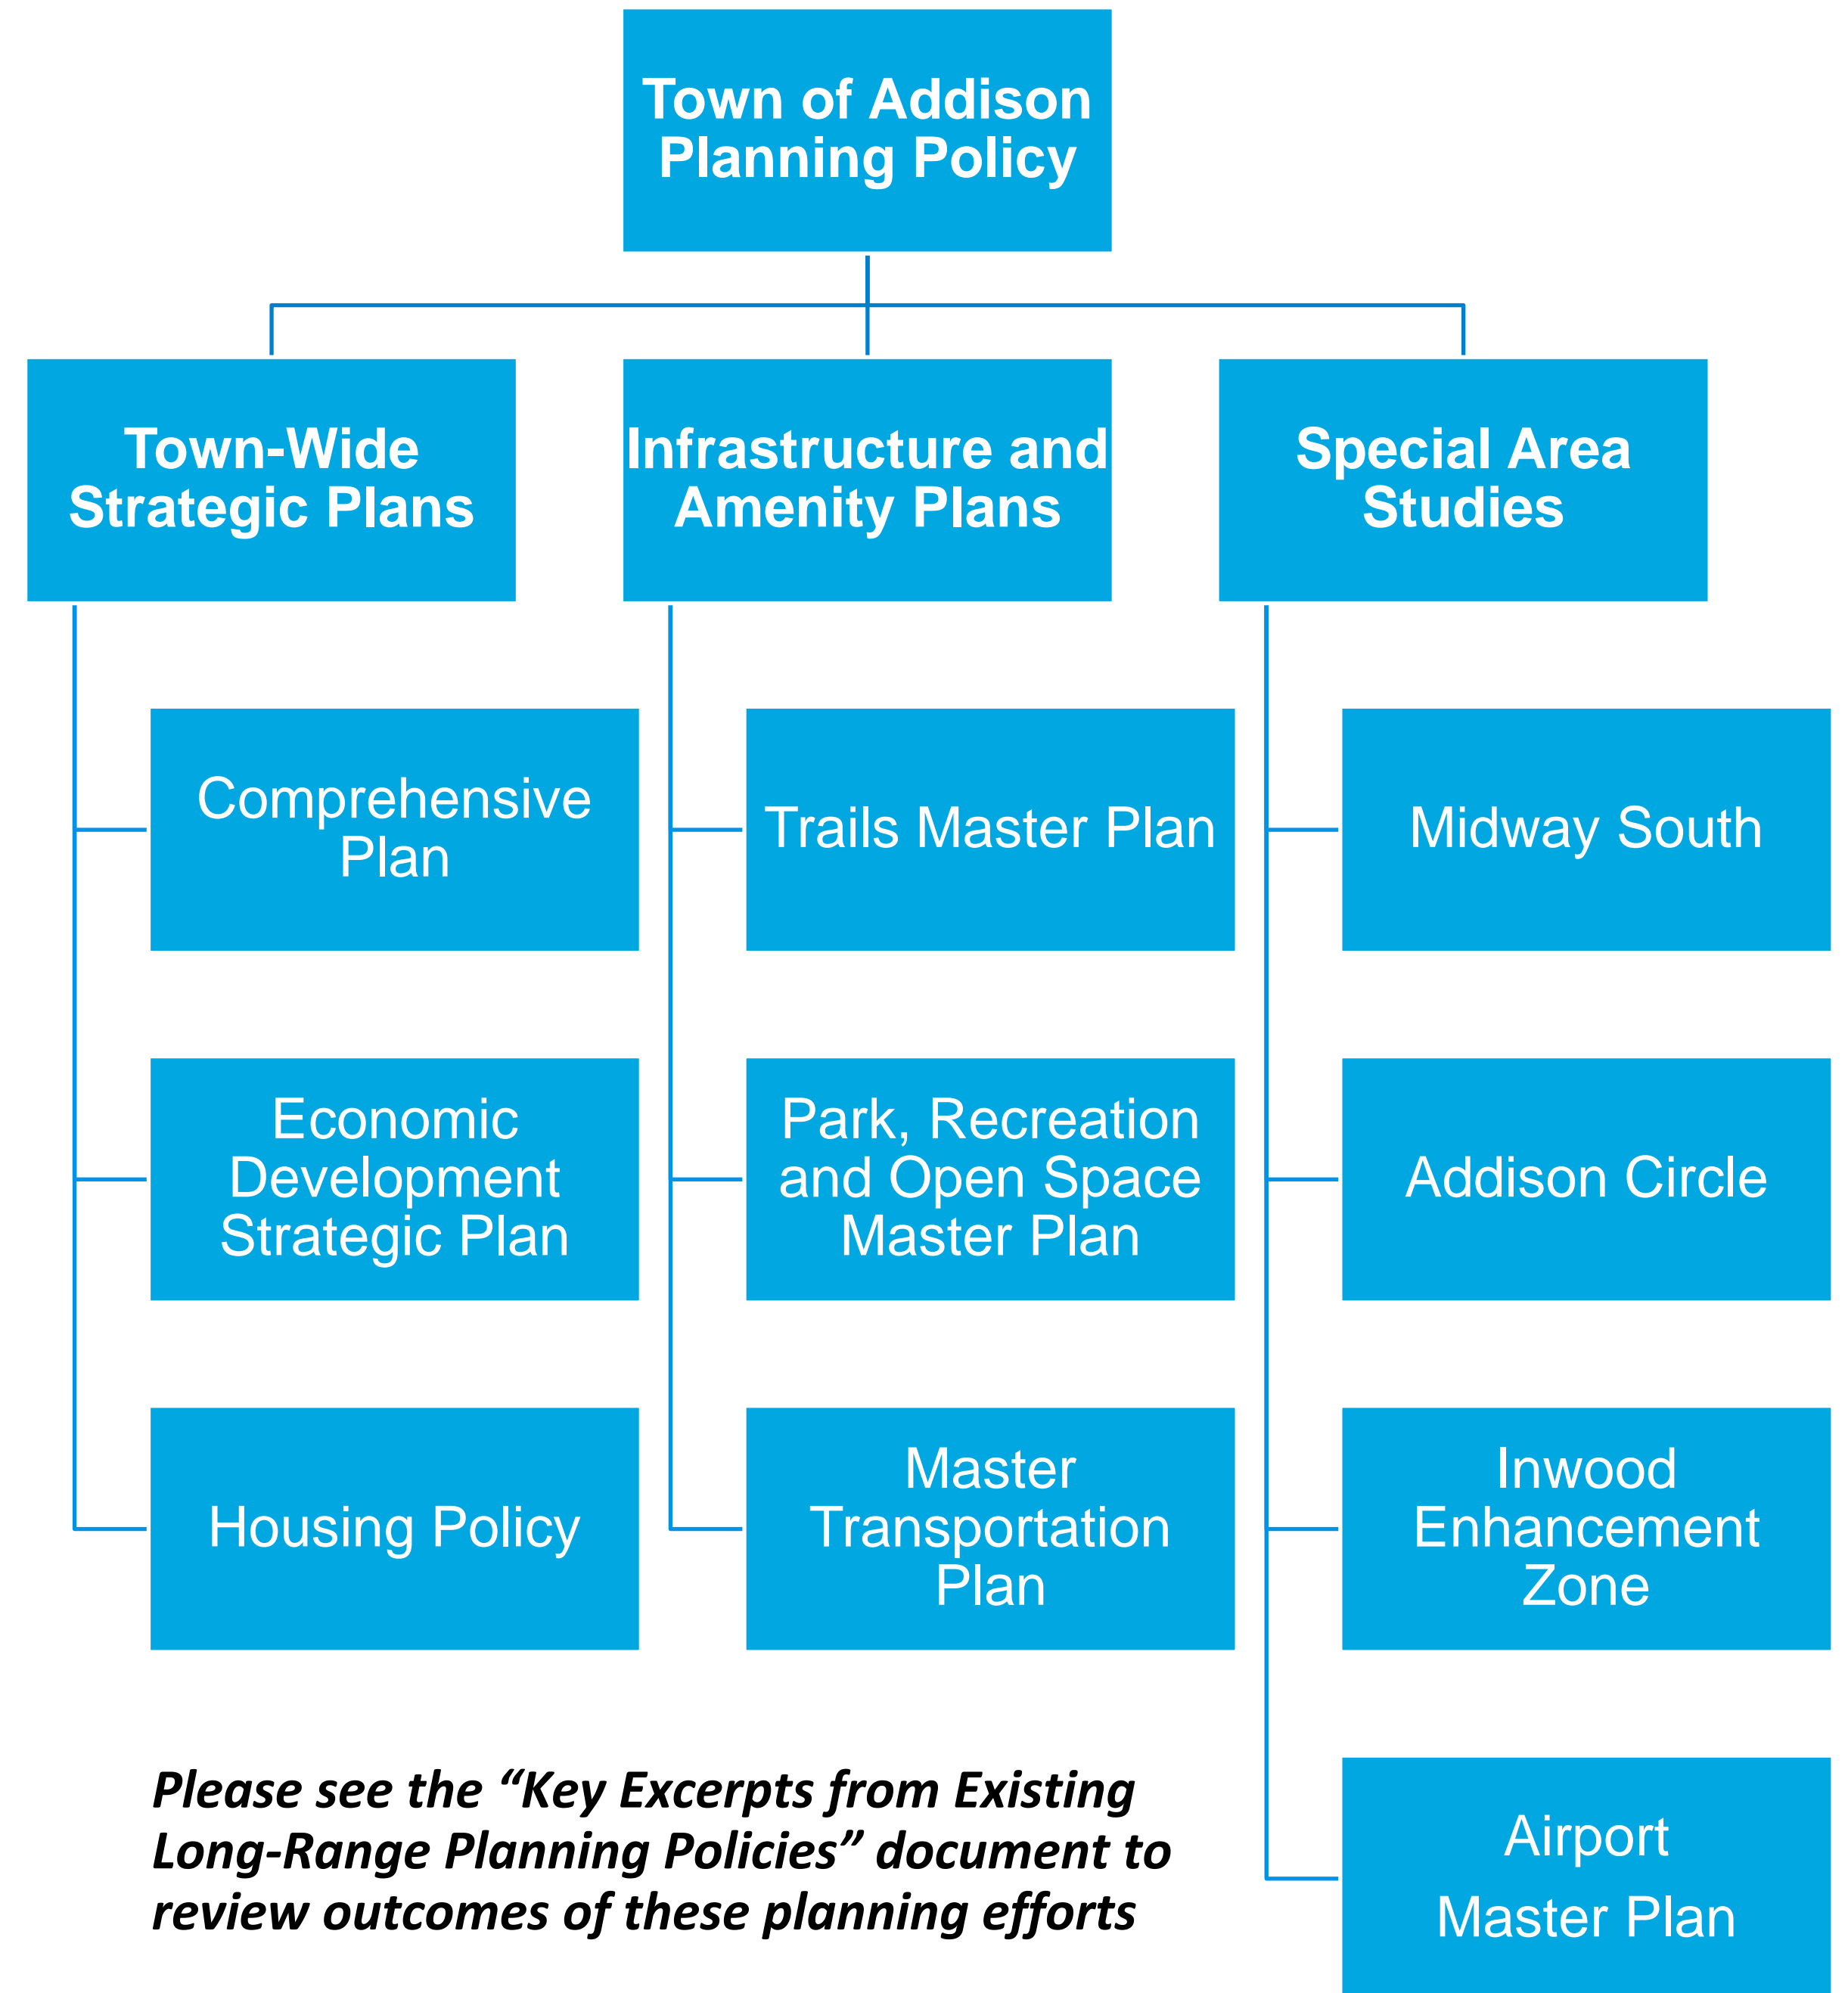 Town of Addison
Planning Policy
Town-Wide
Strategic Plans
Infrastructure and
Amenity Plans
Special Area
Studies
Comprehensive
Plan
Economic
Development
Strategic Plan
Housing Policy
Trails Master Plan
Park, Recreation
and Open Space
Master Plan
Master
Transportation
Plan
Midway South
Addison Circle
Inwood
Enhancement
Zone
Airport
Master Plan
Please see the “Key Excerpts from Existing
Long-Range Planning Policies” document to
review outcomes of these planning efforts